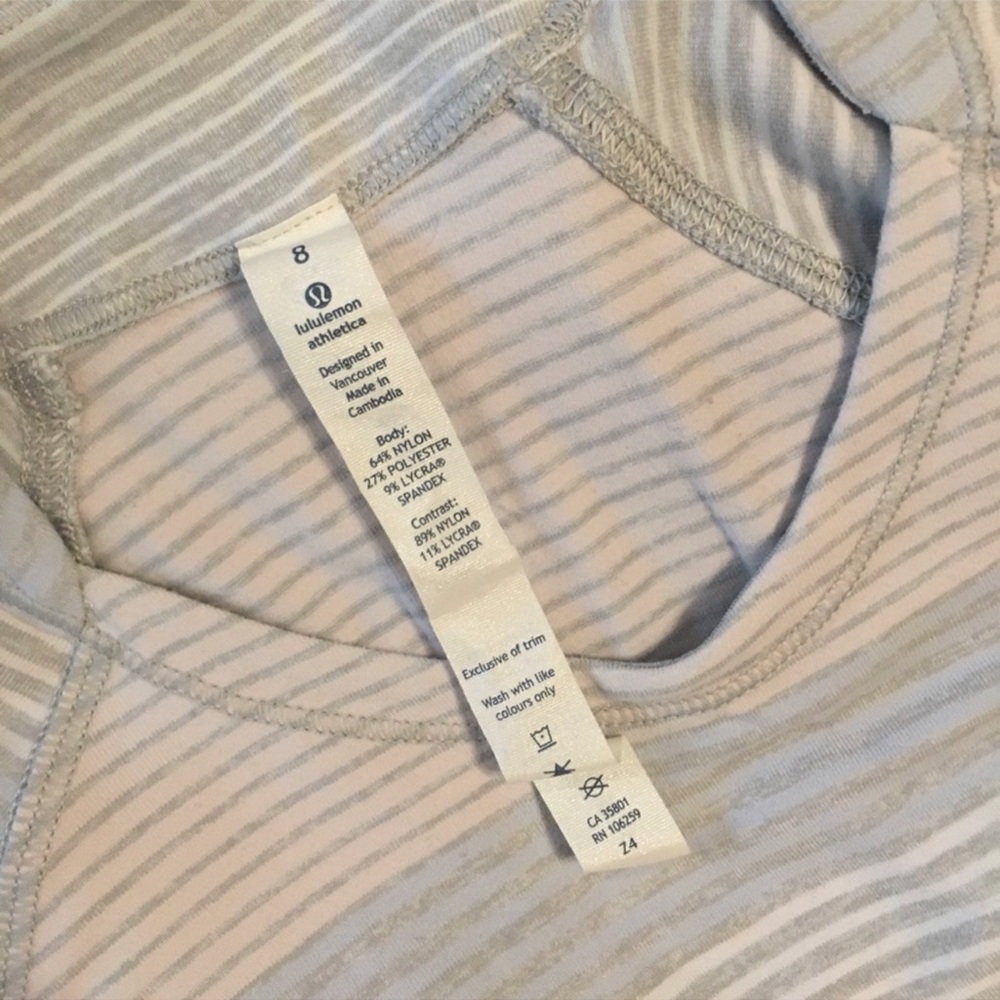 8
lululemon
athletica
Designed in
Vancouver
Made in
Cambodia
Body:
64% NYLON
27% POLYESTER
9% LYCRA®
SPANDEX
Contrast:
89% NYLON
11% LYCRA®
SPANDEX
Exclusive of trim
Wash with like
colours only
CA 35801
RN 106259
Z4